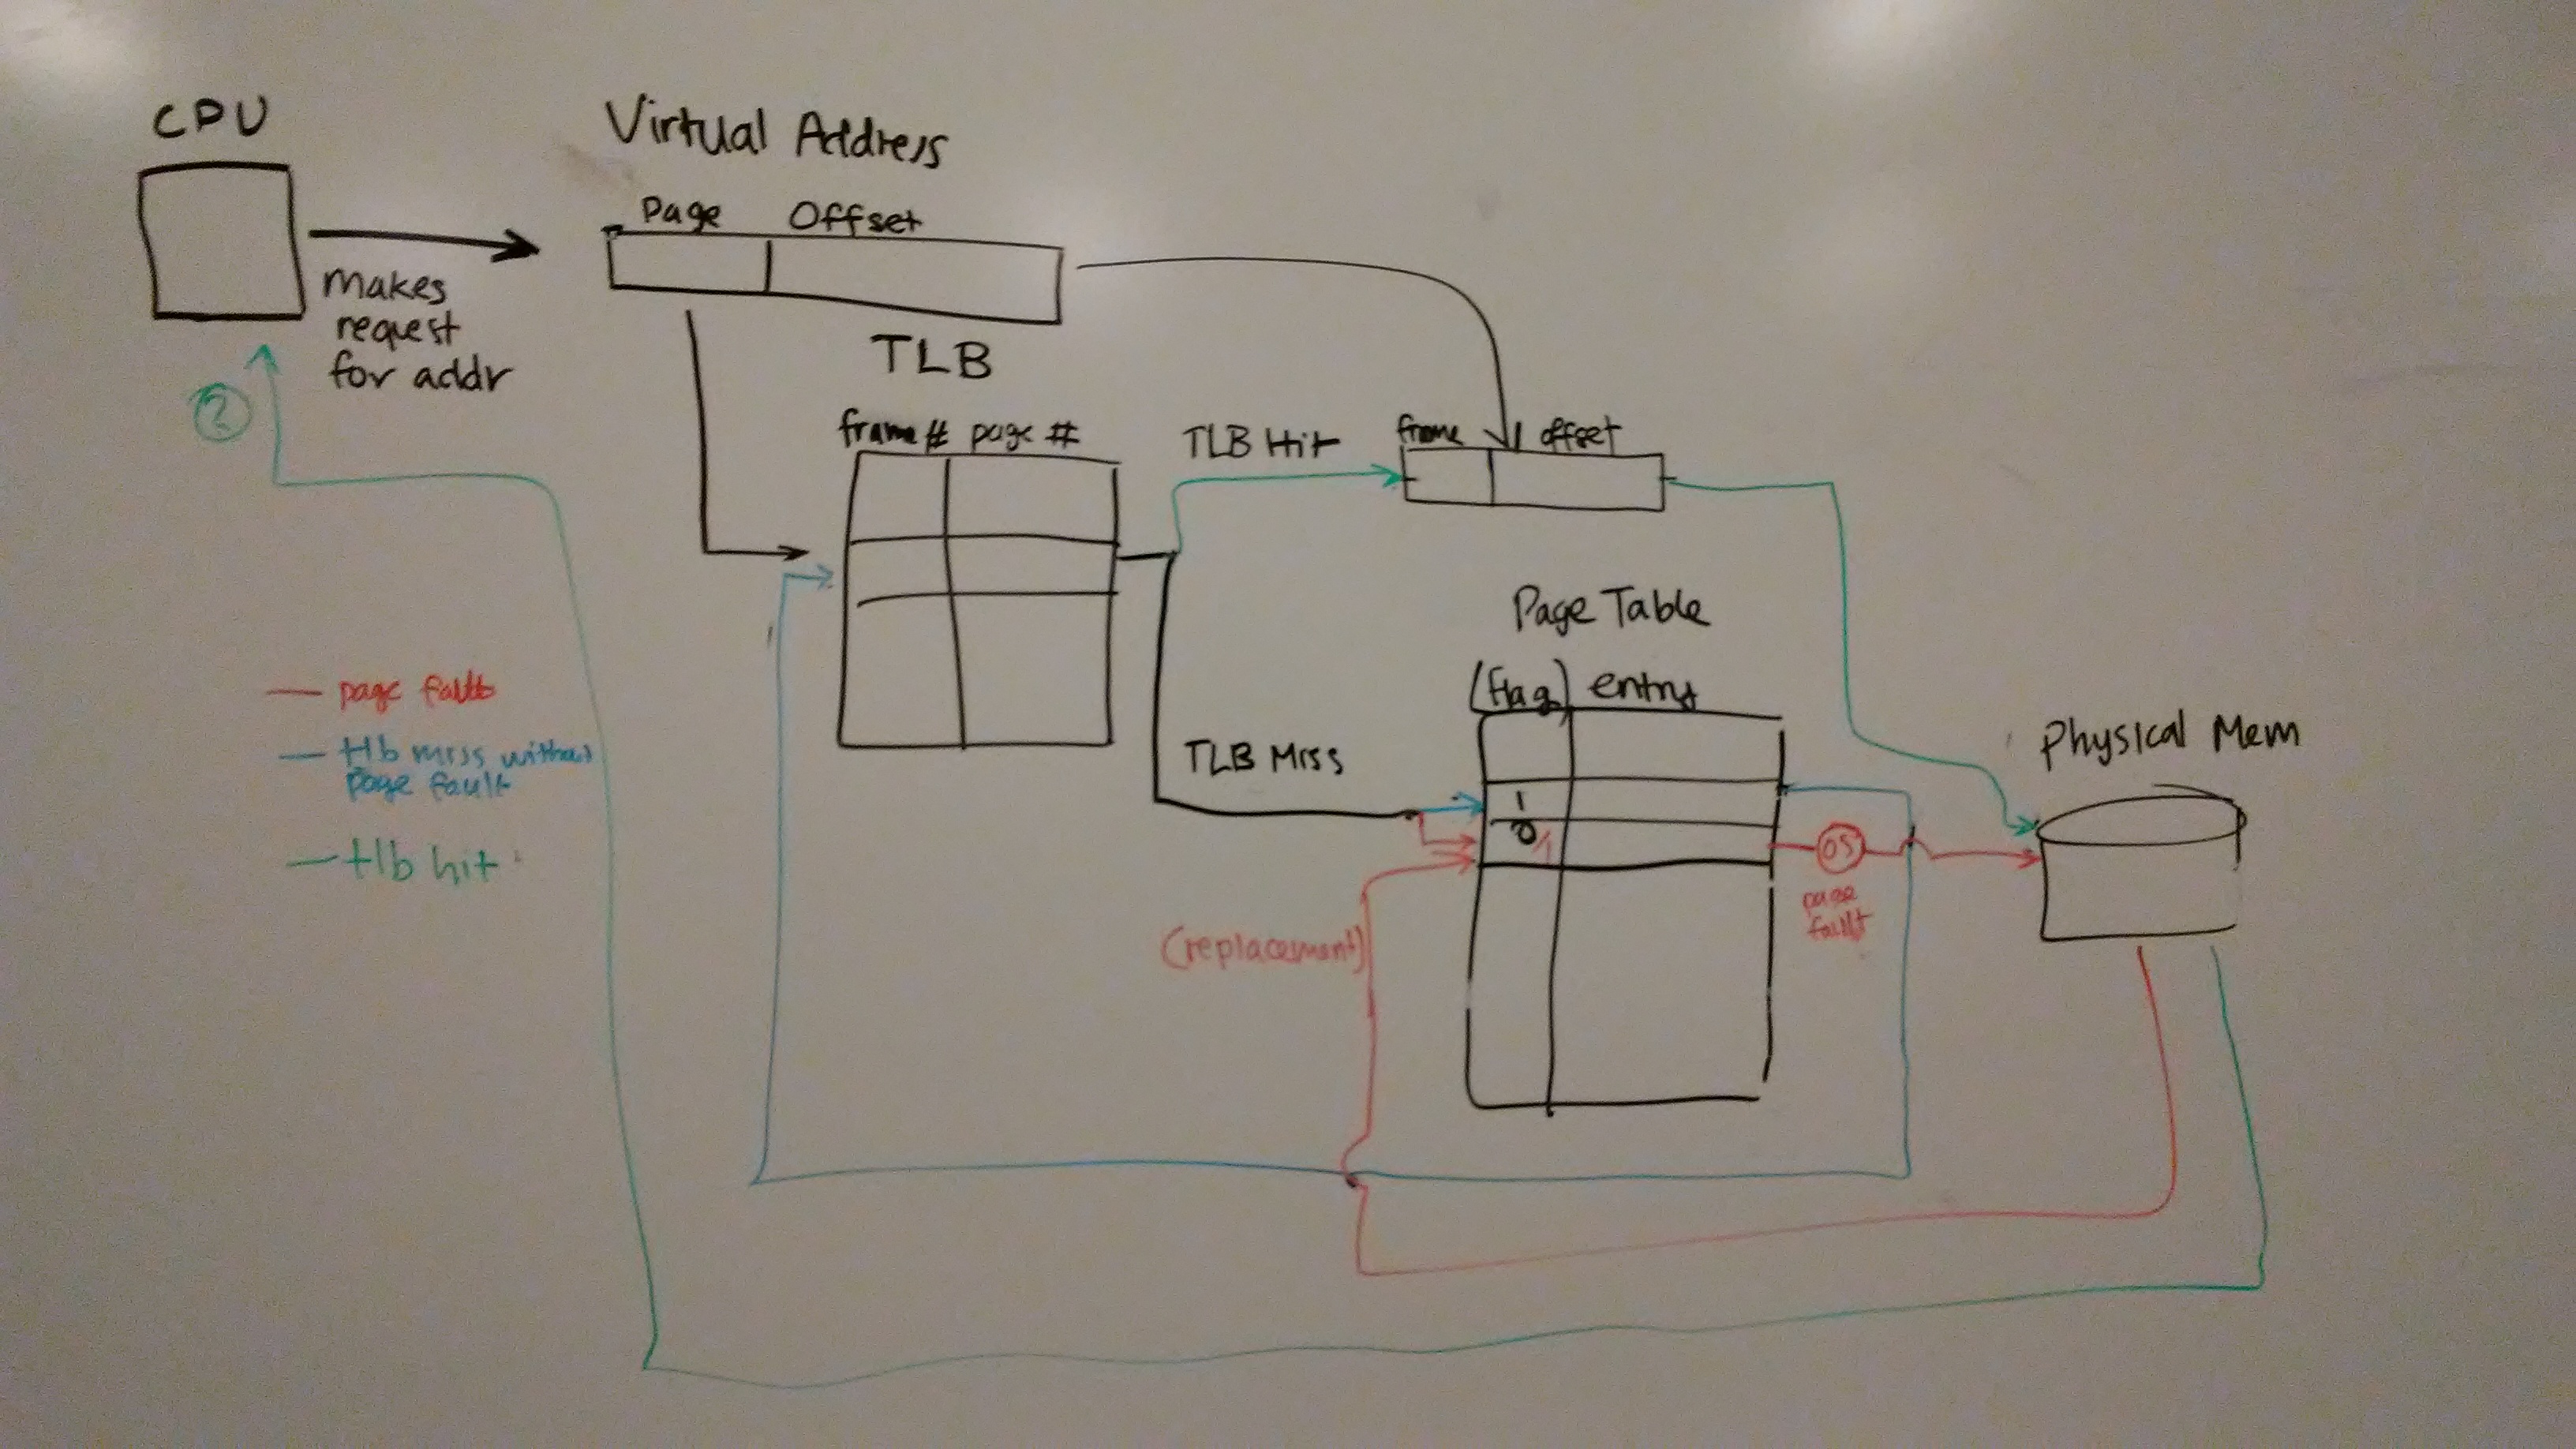 CPU
Virtual Address
Page Offset
makes
request
for addr
TLB
frame # page #
TLB Hit
frame offset
?
Page Table
(flag) entry
TLB Miss
1
0/1
OS
page
fault
Physical Mem
(replacement)
page fault
tlb miss without
page fault
tlb hit